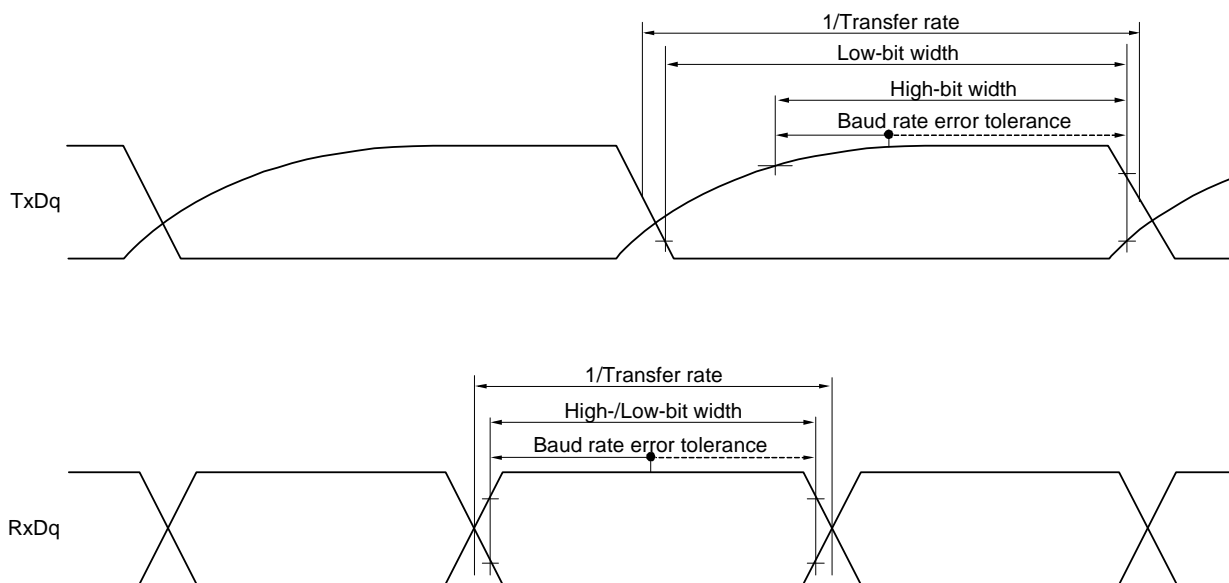 1/Transfer rate
Low-bit width
High-bit width
Baud rate error tolerance
TxDq
1/Transfer rate
High-/Low-bit width
Baud rate error tolerance
RxDq